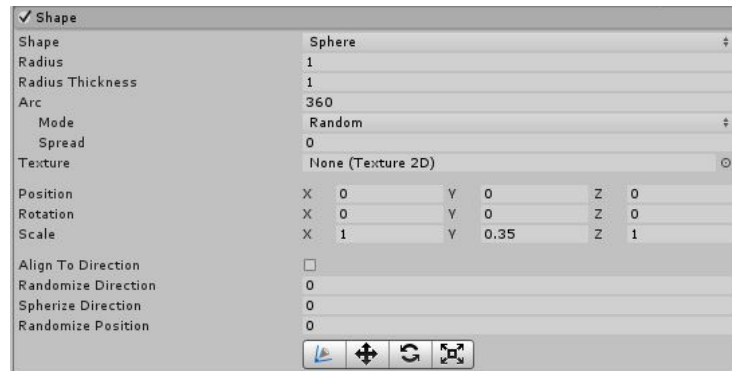 Shape
Shape Sphere
Radius 1
Radius Thickness 1
Arc 360
Mode Random
Spread 0
Texture None (Texture 2D)
Position X 0 Y 0 Z 0
Rotation X 0 Y 0 Z 0
Scale X 1 Y 0.35 Z 1
Align To Direction
Randomize Direction 0
Spherize Direction 0
Randomize Position 0